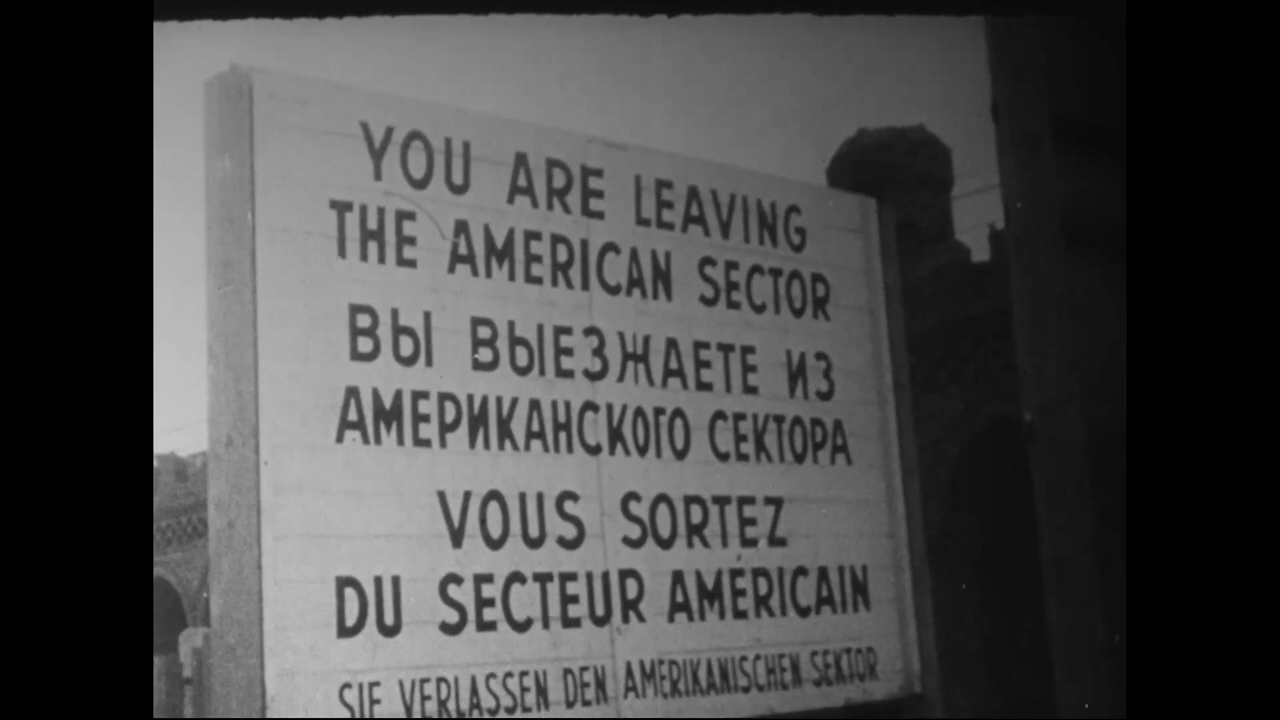 YOU ARE LEAVING
THE AMERICAN SECTOR
ВЫ ВЫЕЗЖАЕТЕ ИЗ
АМЕРИКАНСКОГО СЕКТОРА
VOUS SORTEZ
DU SECTEUR AMÉRICAIN
SIE VERLASSEN DEN AMERIKANISCHEN SEKTOR